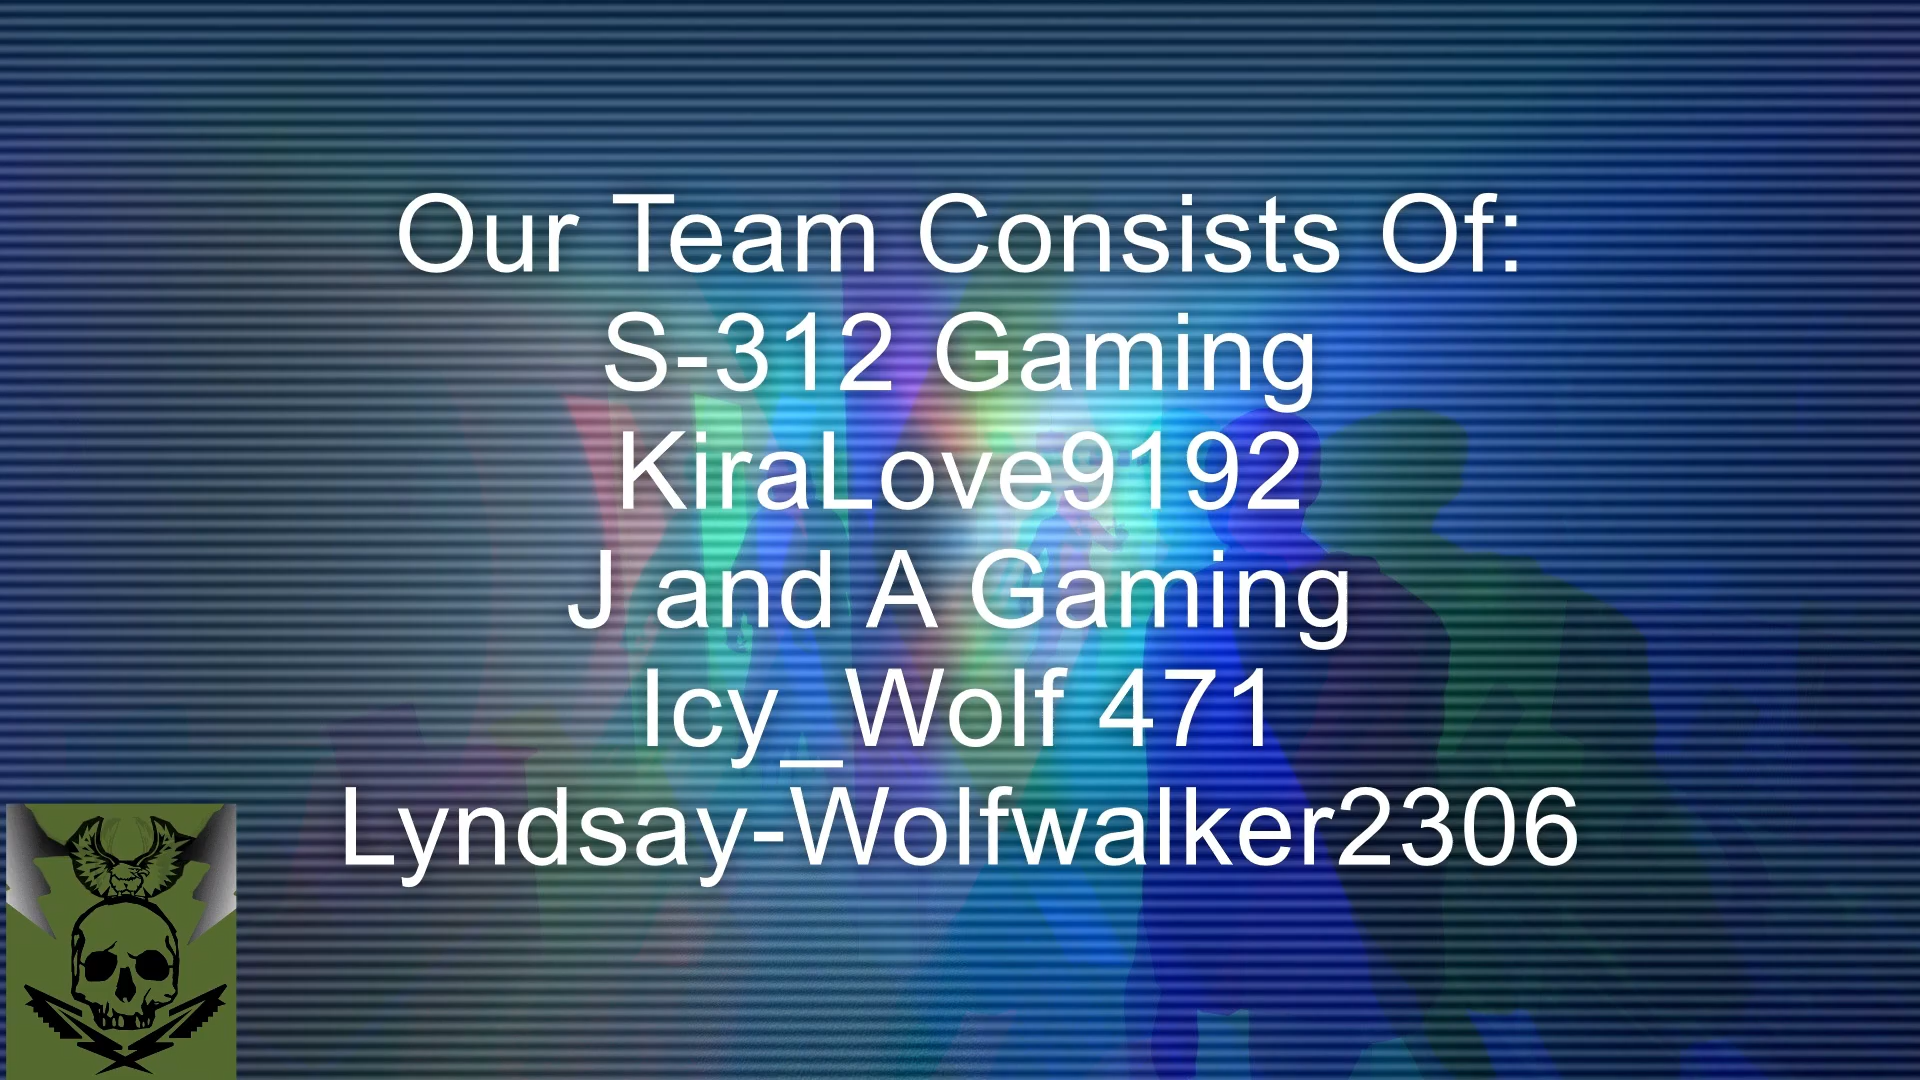 Our Team Consists Of:
S-312 Gaming
KiraLove9192
J and A Gaming
Icy_Wolf 471
Lyndsay-Wolfwalker2306